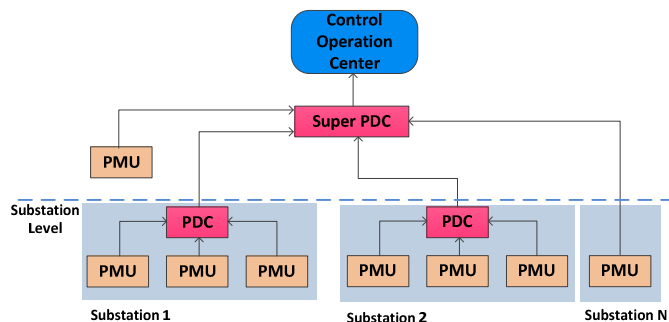 Control
Operation
Center
Super PDC
PMU
Substation
Level
PDC
PMU
PMU
PMU
Substation 1
PDC
PMU
PMU
PMU
Substation 2
PMU
Substation N